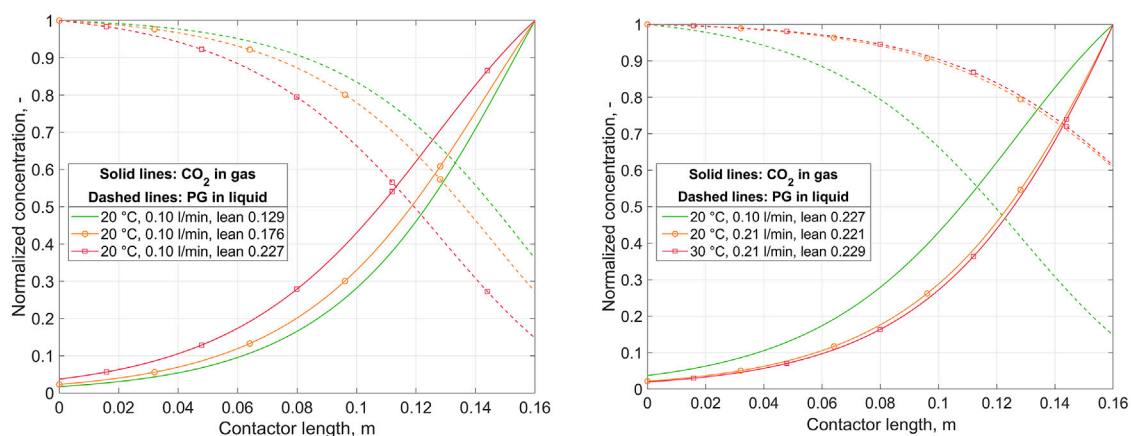 1
0.9
0.8
0.7
0.6
0.5
0.4
0.3
0.2
0.1
0
Normalized concentration, -
Solid lines: CO₂ in gas
Dashed lines: PG in liquid
20 °C, 0.10 l/min, lean 0.129
20 °C, 0.10 l/min, lean 0.176
20 °C, 0.10 l/min, lean 0.227
0 0.02 0.04 0.06 0.08 0.10 0.12 0.14 0.16
Contactor length, m
1
0.9
0.8
0.7
0.6
0.5
0.4
0.3
0.2
0.1
0
Normalized concentration, -
Solid lines: CO₂ in gas
Dashed lines: PG in liquid
20 °C, 0.10 l/min, lean 0.227
20 °C, 0.21 l/min, lean 0.221
30 °C, 0.21 l/min, lean 0.229
0 0.02 0.04 0.06 0.08 0.10 0.12 0.14 0.16
Contactor length, m